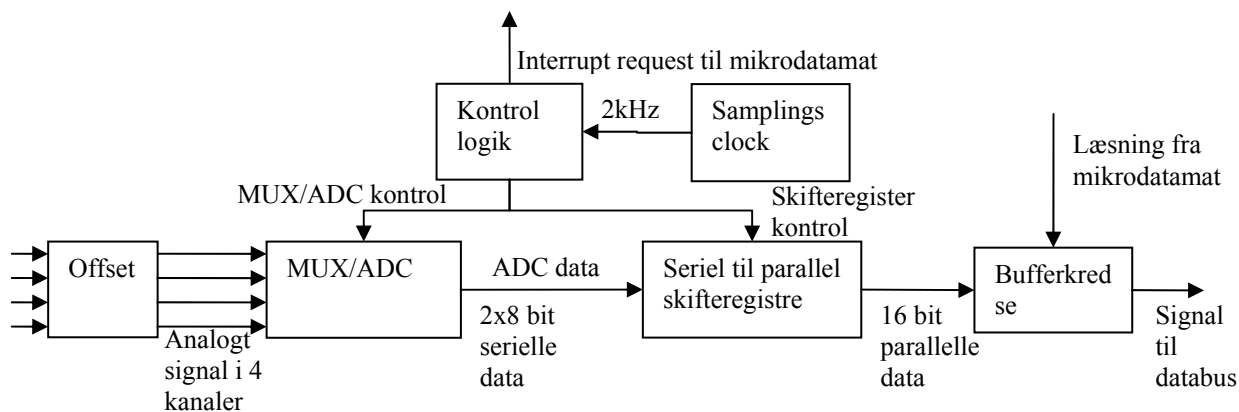 Interrupt request til mikrodatamat
Kontrol
logik
2kHz
Samplings
clock
Læsning fra
mikrodatamat
MUX/ADC kontrol
Skifteregister
kontrol
Offset
MUX/ADC
ADC data
Seriel til parallel
skifteregistre
Bufferkred
se
Analogt
signal i 4
kanaler
2x8 bit
serielle
data
16 bit
parallelle
data
Signal
til
databus